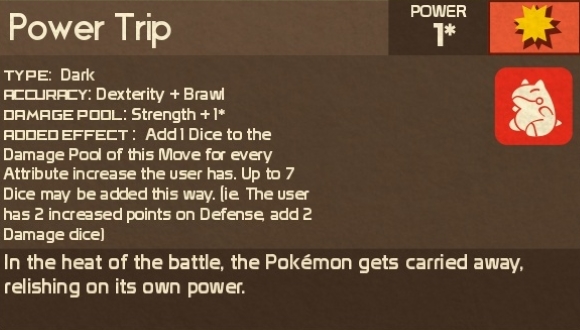 Power Trip
POWER
1*
TYPE: Dark
ACCURACY: Dexterity + Brawl
DAMAGE POOL: Strength + 1*
ADDED EFFECT : Add 1 Dice to the
Damage Pool of this Move for every
Attribute increase the user has. Up to 7
Dice may be added this way. (ie. The user
has 2 increased points on Defense, add 2
Damage dice)
In the heat of the battle, the Pokémon gets carried away,
relishing on its own power.